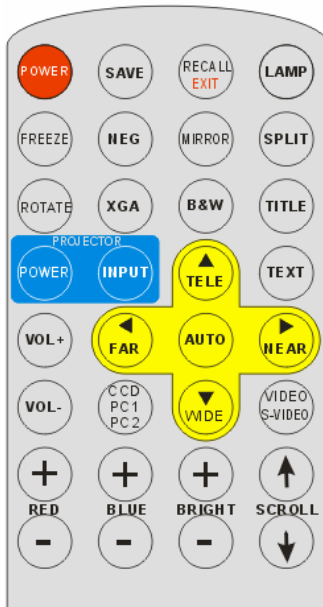 POWER SAVE RECALL EXIT LAMP
FREEZE NEG MIRROR SPLIT
ROTATE XGA B&W TITLE
PROJECTOR
POWER INPUT TELE TEXT
VOL+ FAR AUTO NEAR
VOL- CCD PC1 PC2 WIDE VIDEO S-VIDEO
+ + +
RED BLUE BRIGHT SCROLL
- - -